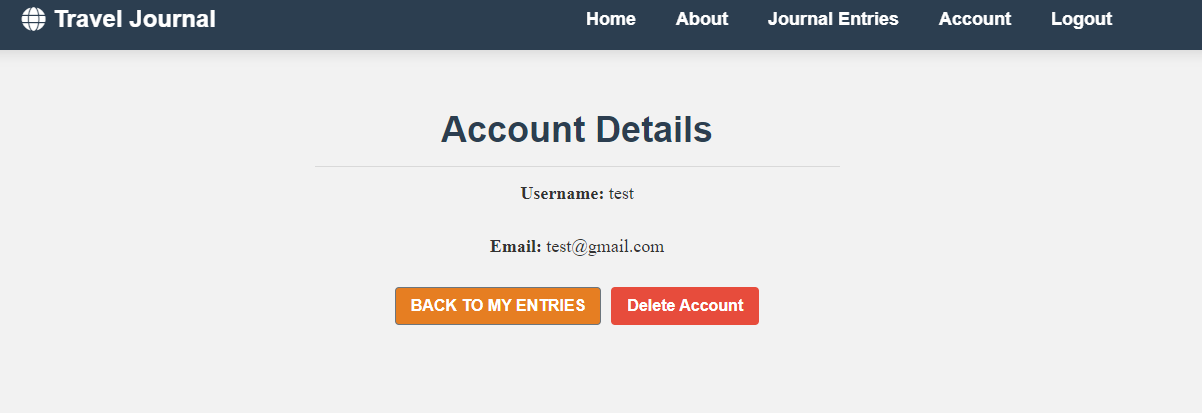 Travel Journal Home About Journal Entries Account Logout
Account Details
Username: test
Email: test@gmail.com
BACK TO MY ENTRIES Delete Account